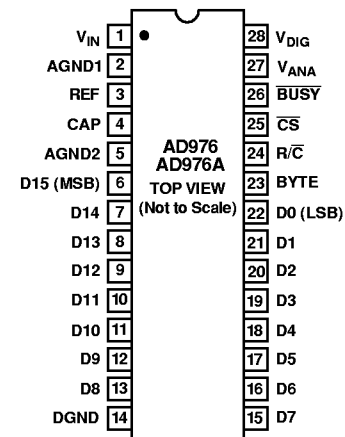 V_IN 1 28 V_DIG
AGND1 2 27 V_ANA
REF 3 26 B̅U̅S̅Y̅
CAP 4 25 C̅S̅
AGND2 5 24 R/C̅
D15 (MSB) 6 23 BYTE
D14 7 22 D0 (LSB)
D13 8 21 D1
D12 9 20 D2
D11 10 19 D3
D10 11 18 D4
D9 12 17 D5
D8 13 16 D6
DGND 14 15 D7
AD976
AD976A
TOP VIEW
(Not to Scale)